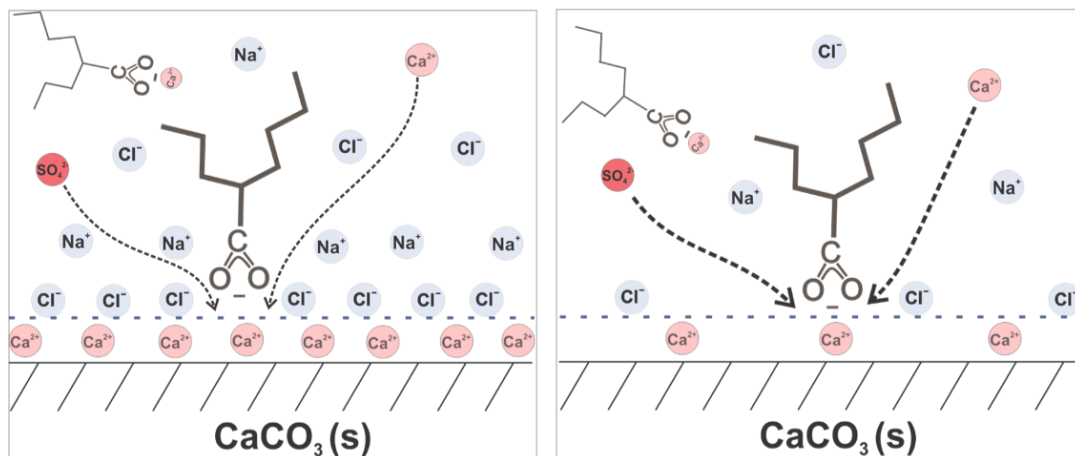 C O O Ca²⁺
Na⁺
Ca²⁺
SO₄²⁻
Cl⁻
Cl⁻
Cl⁻
Na⁺
Na⁺
C
O O
−
Na⁺
Na⁺
Na⁺
Cl⁻
Cl⁻
Cl⁻
Cl⁻
Cl⁻
Cl⁻
Cl⁻
Ca²⁺
Ca²⁺
Ca²⁺
Ca²⁺
Ca²⁺
Ca²⁺
Ca²⁺
Ca²⁺
CaCO₃ (s)
C O O Ca²⁺
Cl⁻
Ca²⁺
SO₄²⁻
Na⁺
Na⁺
C
O O
−
Cl⁻
Cl⁻
Cl⁻
Ca²⁺
Ca²⁺
Ca²⁺
CaCO₃ (s)